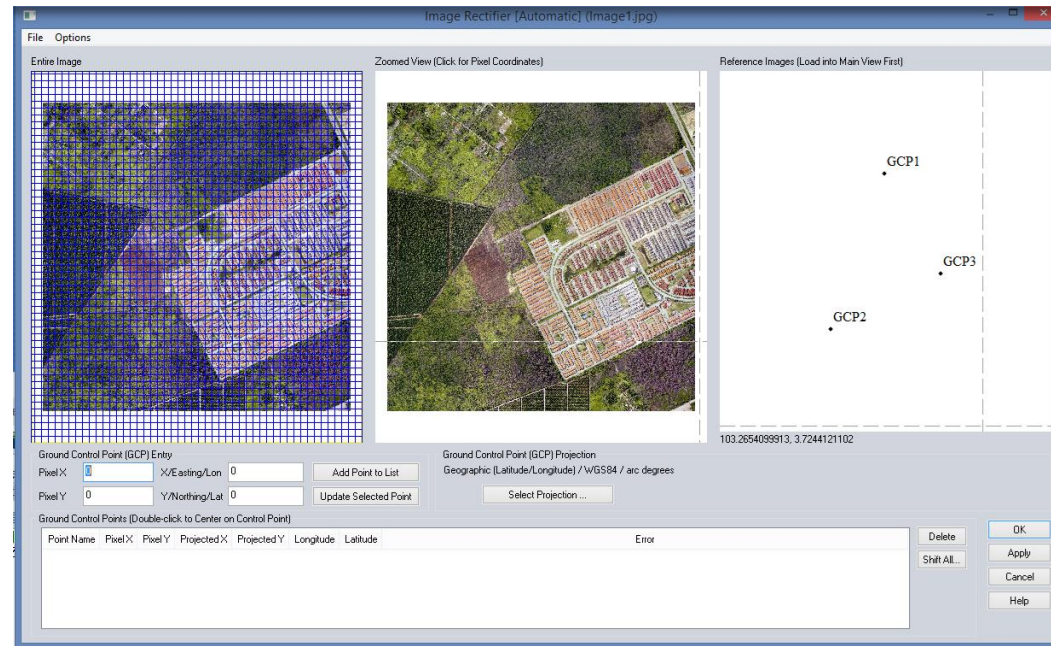 Image Rectifier [Automatic] (Image1.jpg)
File Options
Entire Image
Zoomed View (Click for Pixel Coordinates)
Reference Images (Load into Main View First)
GCP1
GCP3
GCP2
103.2654099913, 3.7244121102
Ground Control Point (GCP) Entry
Pixel X 0 X/Easting/Lon 0 Add Point to List
Pixel Y 0 Y/Northing/Lat 0 Update Selected Point
Ground Control Point (GCP) Projection
Geographic (Latitude/Longitude) / WGS84 / arc degrees
Select Projection ...
Ground Control Points (Double-click to Center on Control Point)
Point Name Pixel X Pixel Y Projected X Projected Y Longitude Latitude Error
Delete
Shift All...
OK
Apply
Cancel
Help